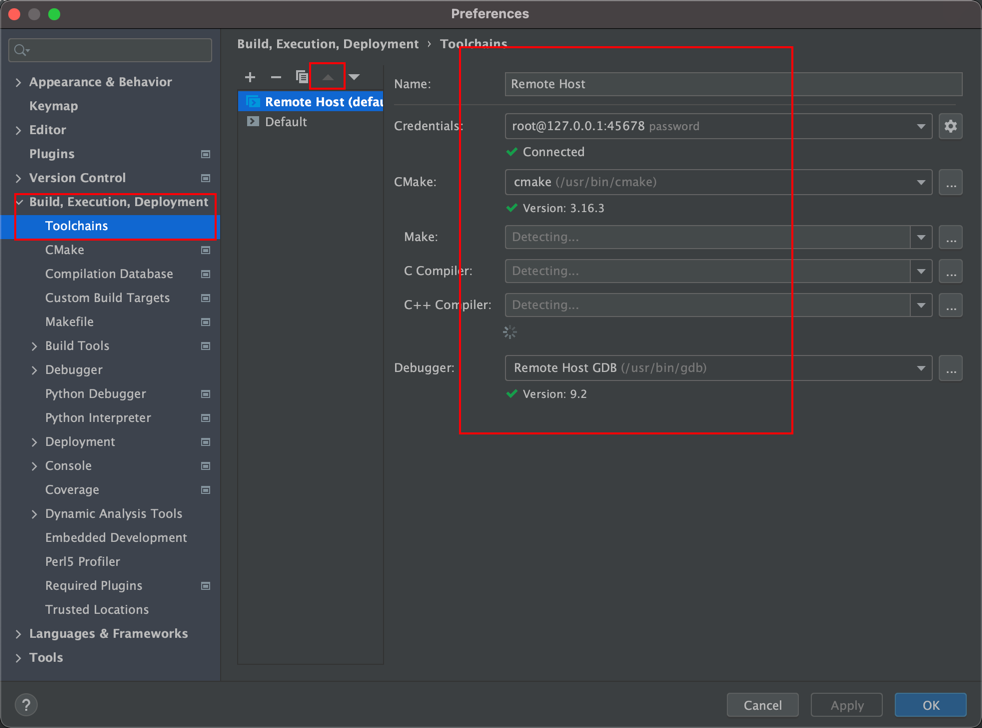 Preferences
Appearance & Behavior
Keymap
Editor
Plugins
Version Control
Build, Execution, Deployment
Toolchains
CMake
Compilation Database
Custom Build Targets
Makefile
Build Tools
Debugger
Python Debugger
Python Interpreter
Deployment
Console
Coverage
Dynamic Analysis Tools
Embedded Development
Perl5 Profiler
Required Plugins
Trusted Locations
Languages & Frameworks
Tools
Build, Execution, Deployment › Toolchains
Remote Host (defau
Default
Name: Remote Host
Credentials: root@127.0.0.1:45678 password
Connected
CMake: cmake (/usr/bin/cmake) ...
Version: 3.16.3
Make: Detecting... ...
C Compiler: Detecting... ...
C++ Compiler: Detecting... ...
Debugger: Remote Host GDB (/usr/bin/gdb) ...
Version: 9.2
? Cancel Apply OK